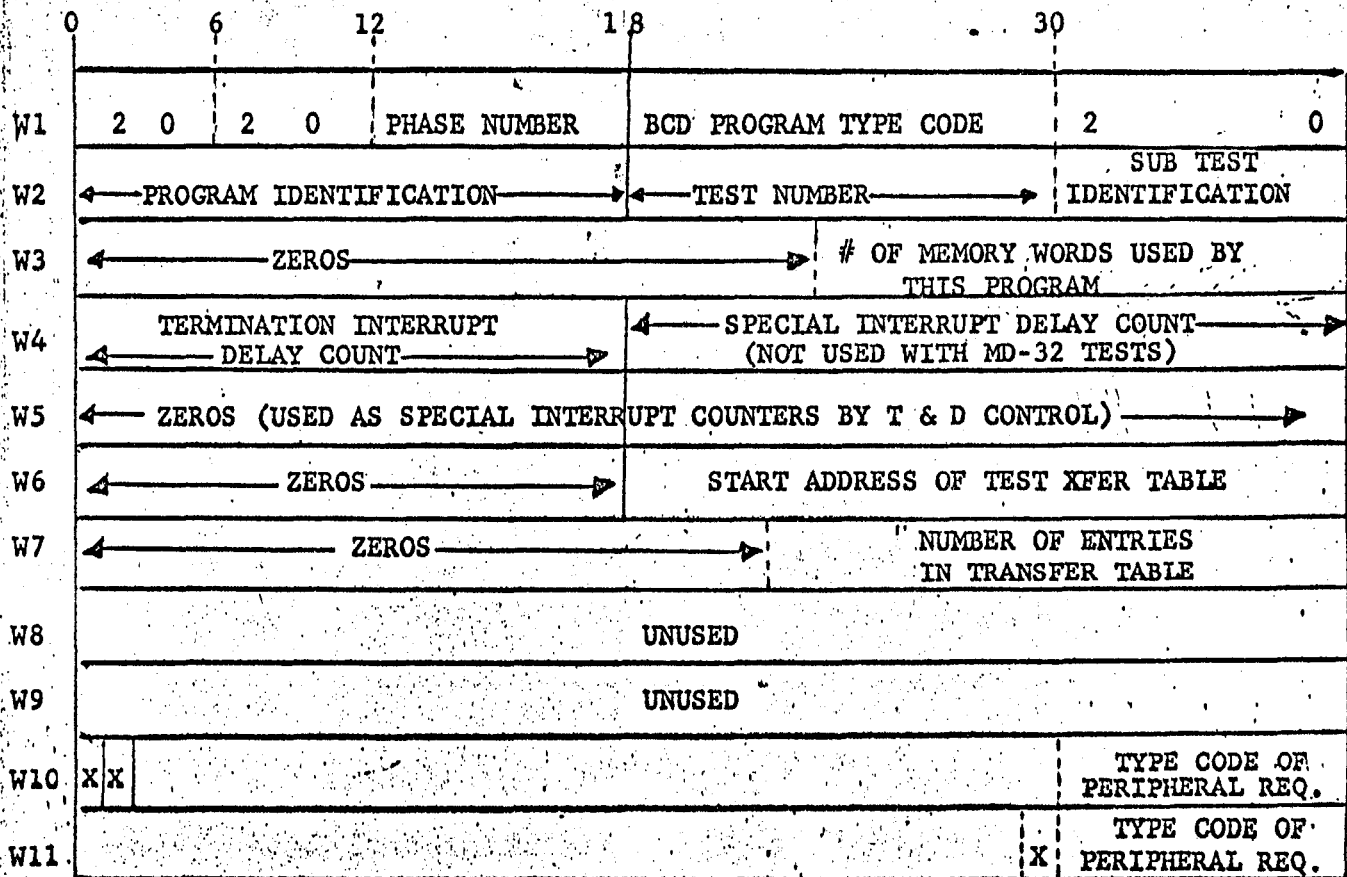 0 6 12 18 30
W1 2 0 2 0 PHASE NUMBER BCD PROGRAM TYPE CODE 2 0
W2 PROGRAM IDENTIFICATION TEST NUMBER SUB TEST
IDENTIFICATION
W3 ZEROS # OF MEMORY WORDS USED BY
THIS PROGRAM
W4 TERMINATION INTERRUPT
DELAY COUNT
SPECIAL INTERRUPT DELAY COUNT
(NOT USED WITH MD-32 TESTS)
W5 ZEROS (USED AS SPECIAL INTERRUPT COUNTERS BY T & D CONTROL)
W6 ZEROS START ADDRESS OF TEST XFER TABLE
W7 ZEROS NUMBER OF ENTRIES
IN TRANSFER TABLE
W8 UNUSED
W9 UNUSED
W10 X X TYPE CODE OF
PERIPHERAL REQ.
W11 X TYPE CODE OF
PERIPHERAL REQ.